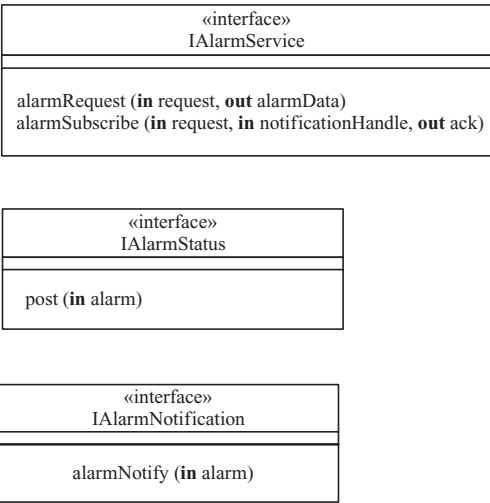 «interface»
IAlarmService
alarmRequest (in request, out alarmData)
alarmSubscribe (in request, in notificationHandle, out ack)
«interface»
IAlarmStatus
post (in alarm)
«interface»
IAlarmNotification
alarmNotify (in alarm)